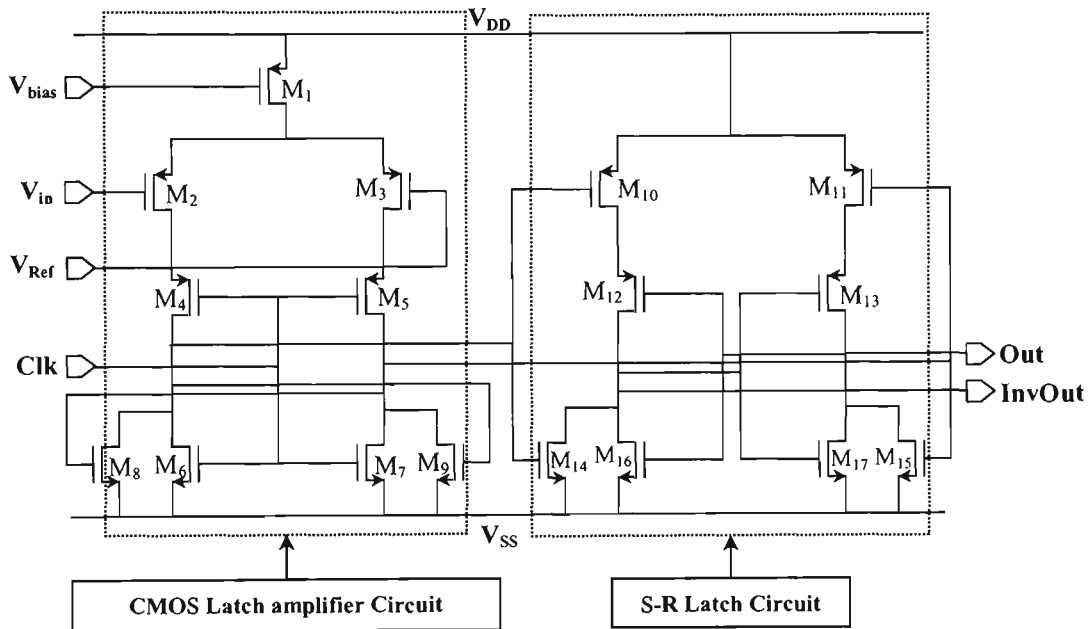 V_DD
V_bias
M_1
V_in
M_2
M_3
M_10
M_11
V_Ref
M_4
M_5
M_12
M_13
Clk
Out
InvOut
M_8
M_6
M_7
M_9
M_14
M_16
M_17
M_15
V_SS
CMOS Latch amplifier Circuit
S-R Latch Circuit